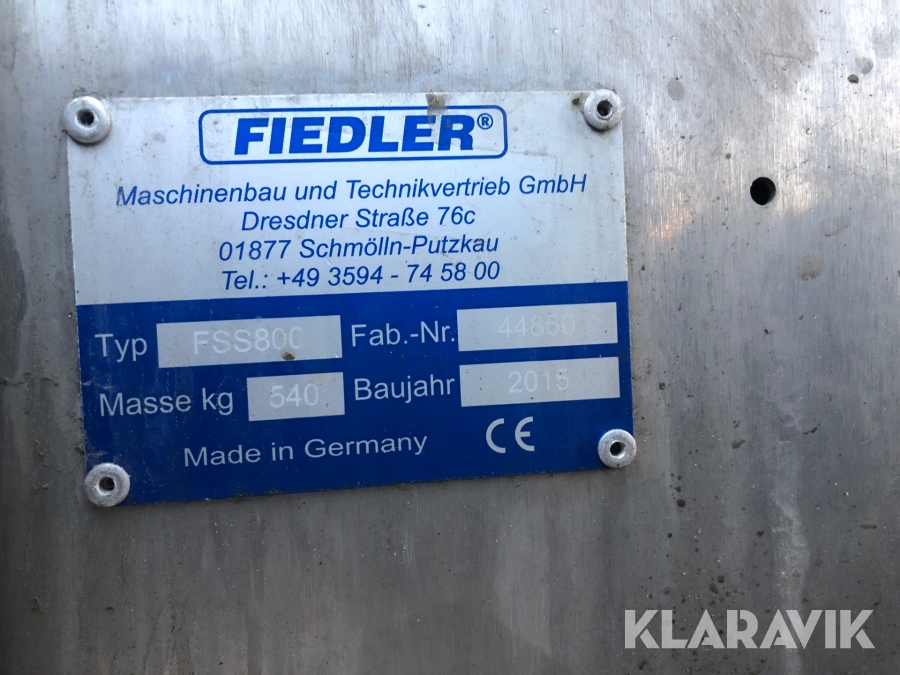 FIEDLER®
Maschinenbau und Technikvertrieb GmbH
Dresdner Straße 76c
01877 Schmölln-Putzkau
Tel.: +49 3594 - 74 58 00
Typ FSS800 Fab.-Nr. 44850
Masse kg 540 Baujahr 2015
Made in Germany CE
KLARAVIK